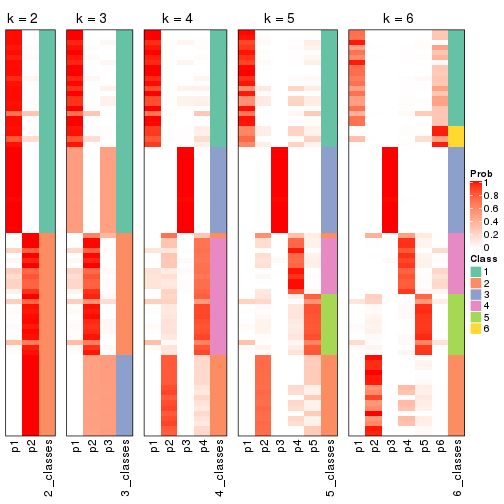 k = 2
k = 3
k = 4
k = 5
k = 6
Prob
1
0.8
0.6
0.4
0.2
0
Class
1
2
3
4
5
6
p1
p2
2_classes
p1
p2
p3
3_classes
p1
p2
p3
p4
4_classes
p1
p2
p3
p4
p5
5_classes
p1
p2
p3
p4
p5
p6
6_classes